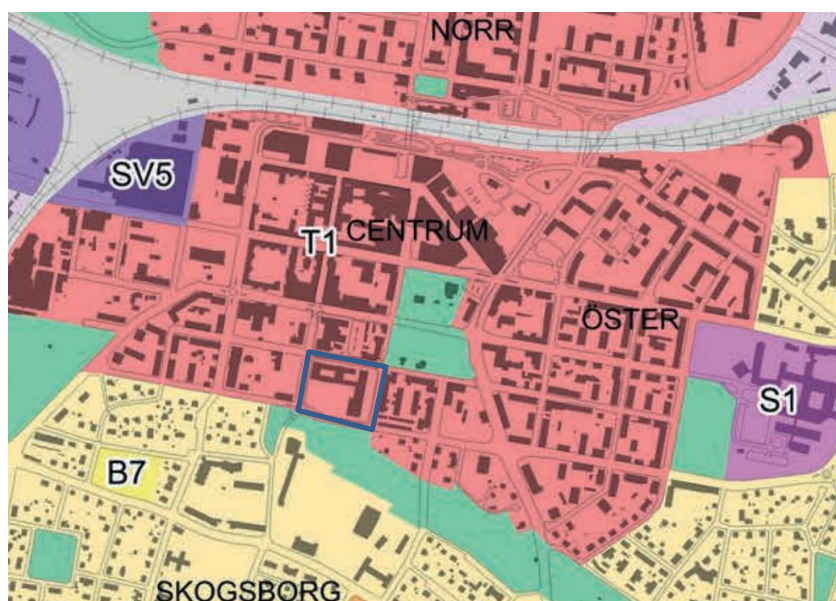 NORR
SV5
T1
CENTRUM
ÖSTER
S1
B7
SKOGSBORG